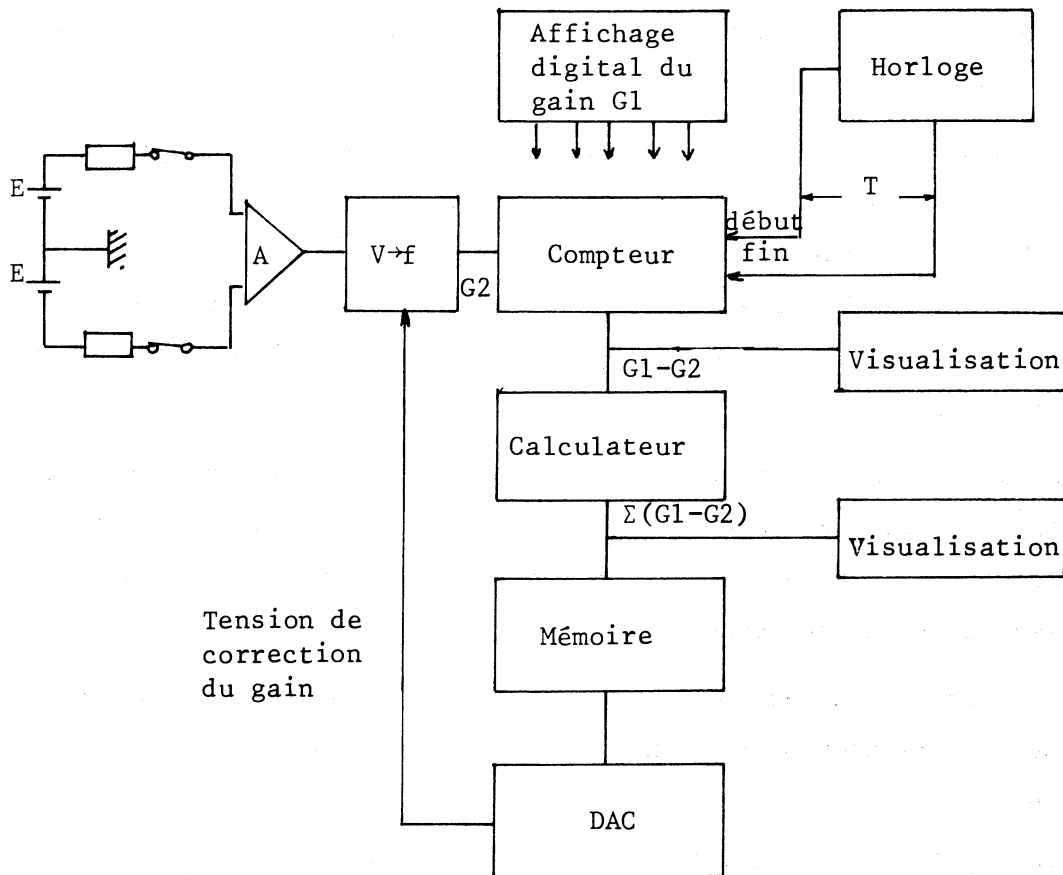 Affichage
digital du
gain G1
Horloge
E
E
A
V→f
G2
Compteur
début
fin
T
G1-G2
Visualisation
Calculateur
Σ(G1-G2)
Visualisation
Mémoire
Tension de
correction
du gain
DAC